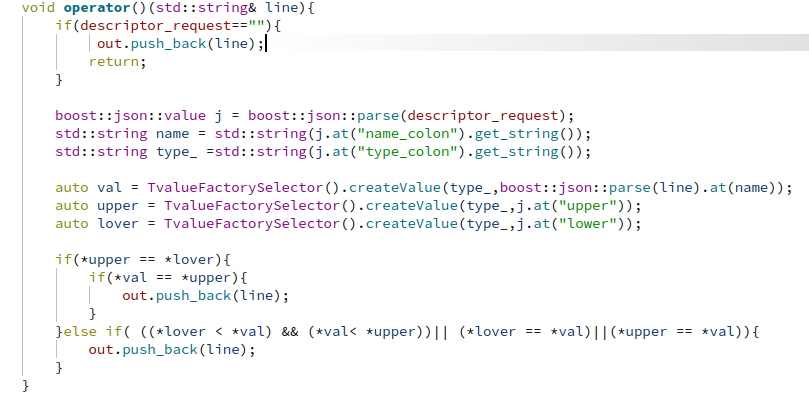 void operator()(std::string& line){
    if(descriptor_request==""){
        out.push_back(line);
        return;
    }

    boost::json::value j = boost::json::parse(descriptor_request);
    std::string name = std::string(j.at("name_colon").get_string());
    std::string type_ =std::string(j.at("type_colon").get_string());

    auto val = TvalueFactorySelector().createValue(type_,boost::json::parse(line).at(name));
    auto upper = TvalueFactorySelector().createValue(type_,j.at("upper"));
    auto lover = TvalueFactorySelector().createValue(type_,j.at("lower"));

    if(*upper == *lover){
        if(*val == *upper){
            out.push_back(line);
        }
    }else if( ((*lover < *val) && (*val< *upper))|| (*lover == *val)||(*upper == *val)){
        out.push_back(line);
    }
}